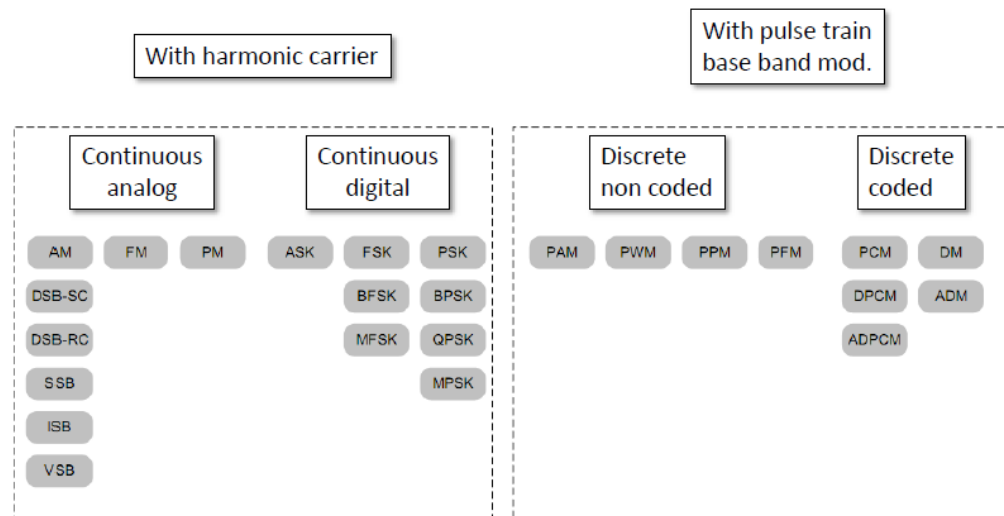 With harmonic carrier
With pulse train
base band mod.
Continuous
analog
Continuous
digital
Discrete
non coded
Discrete
coded
AM FM PM ASK FSK PSK PAM PWM PPM PFM PCM DM
DSB-SC BFSK BPSK DPCM ADM
DSB-RC MFSK QPSK ADPCM
SSB MPSK
ISB
VSB